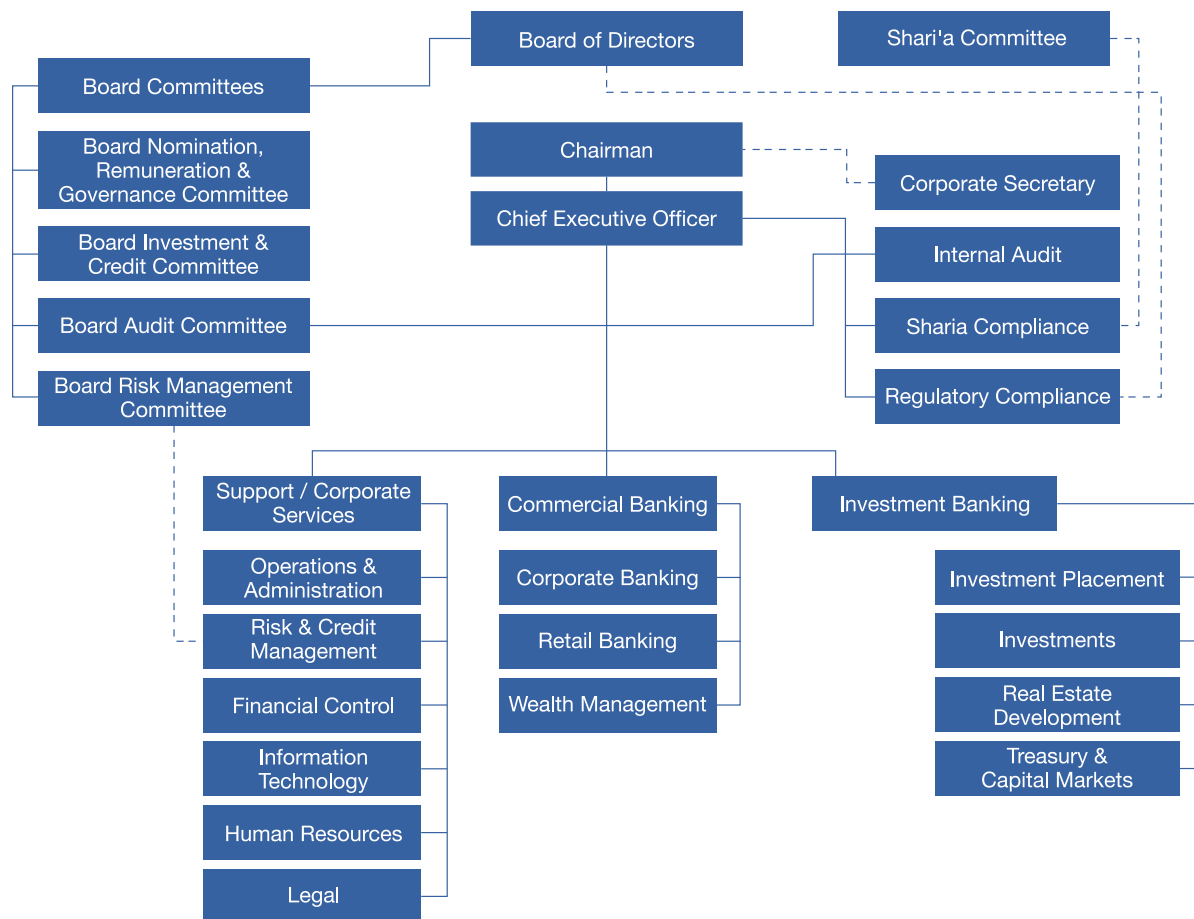 Board of Directors
Shari'a Committee
Board Committees
Board Nomination,
Remuneration &
Governance Committee
Board Investment &
Credit Committee
Board Audit Committee
Board Risk Management
Committee
Chairman
Chief Executive Officer
Corporate Secretary
Internal Audit
Sharia Compliance
Regulatory Compliance
Support / Corporate
Services
Operations &
Administration
Risk & Credit
Management
Financial Control
Information
Technology
Human Resources
Legal
Commercial Banking
Corporate Banking
Retail Banking
Wealth Management
Investment Banking
Investment Placement
Investments
Real Estate
Development
Treasury &
Capital Markets